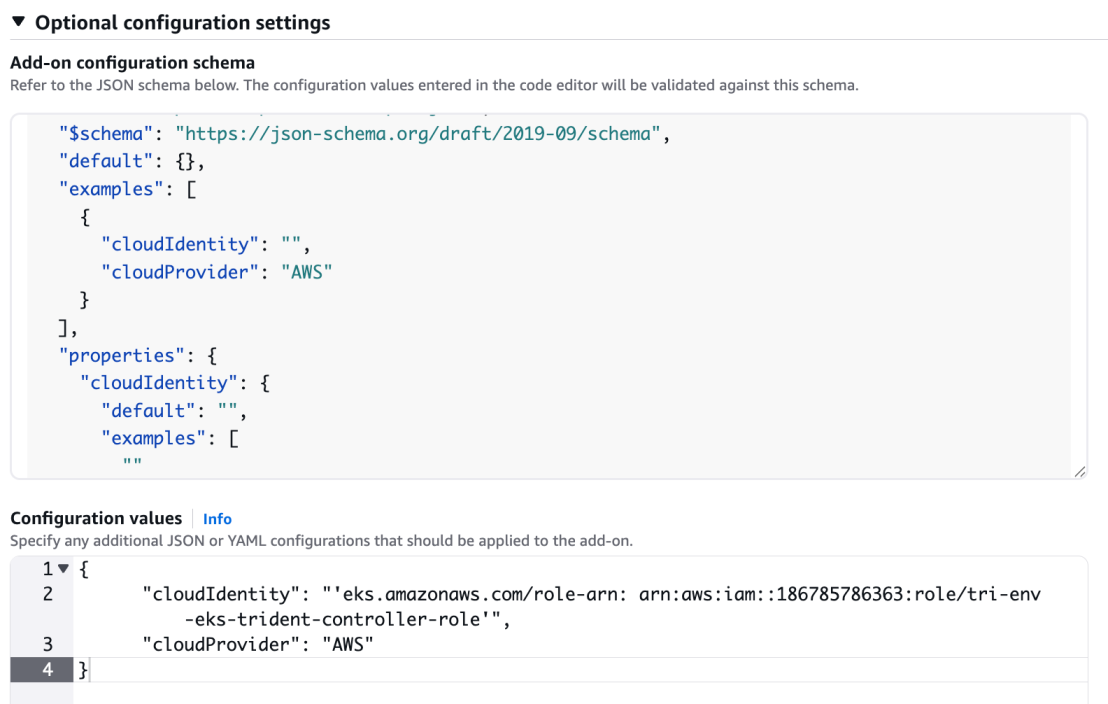 Optional configuration settings
Add-on configuration schema
Refer to the JSON schema below. The configuration values entered in the code editor will be validated against this schema.
"$schema": "https://json-schema.org/draft/2019-09/schema",
"default": {},
"examples": [
{
"cloudIdentity": "",
"cloudProvider": "AWS"
}
],
"properties": {
"cloudIdentity": {
"default": "",
"examples": [
""
Configuration values Info
Specify any additional JSON or YAML configurations that should be applied to the add-on.
1 {
2 "cloudIdentity": "'eks.amazonaws.com/role-arn: arn:aws:iam::186785786363:role/tri-env
-eks-trident-controller-role'",
3 "cloudProvider": "AWS"
4 }